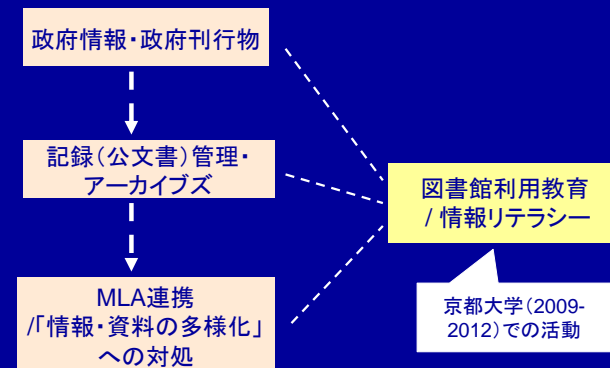 政府情報・政府刊行物
記録（公文書）管理・
アーカイブズ
MLA連携
/「情報・資料の多様化」
への対処
図書館利用教育
/ 情報リテラシー
京都大学（2009-
2012）での活動